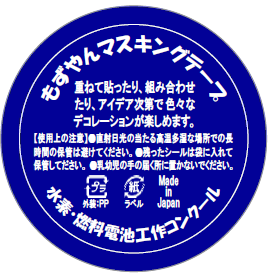 もずやんマスキングテープ
重ねて貼ったり、組み合わせ
たり、アイデア次第で色々な
デコレーションが楽しめます。
【使用上の注意】●直射日光の当たる高温多湿な場所での長
時間の保管は避けてください。●残ったシールは袋に入れて
保管してください。●乳幼児の手の届く所に置かないでください。
プラ
外装:PP
紙
ラベル
Made
in
Japan
水素・燃料電池工作コンクール